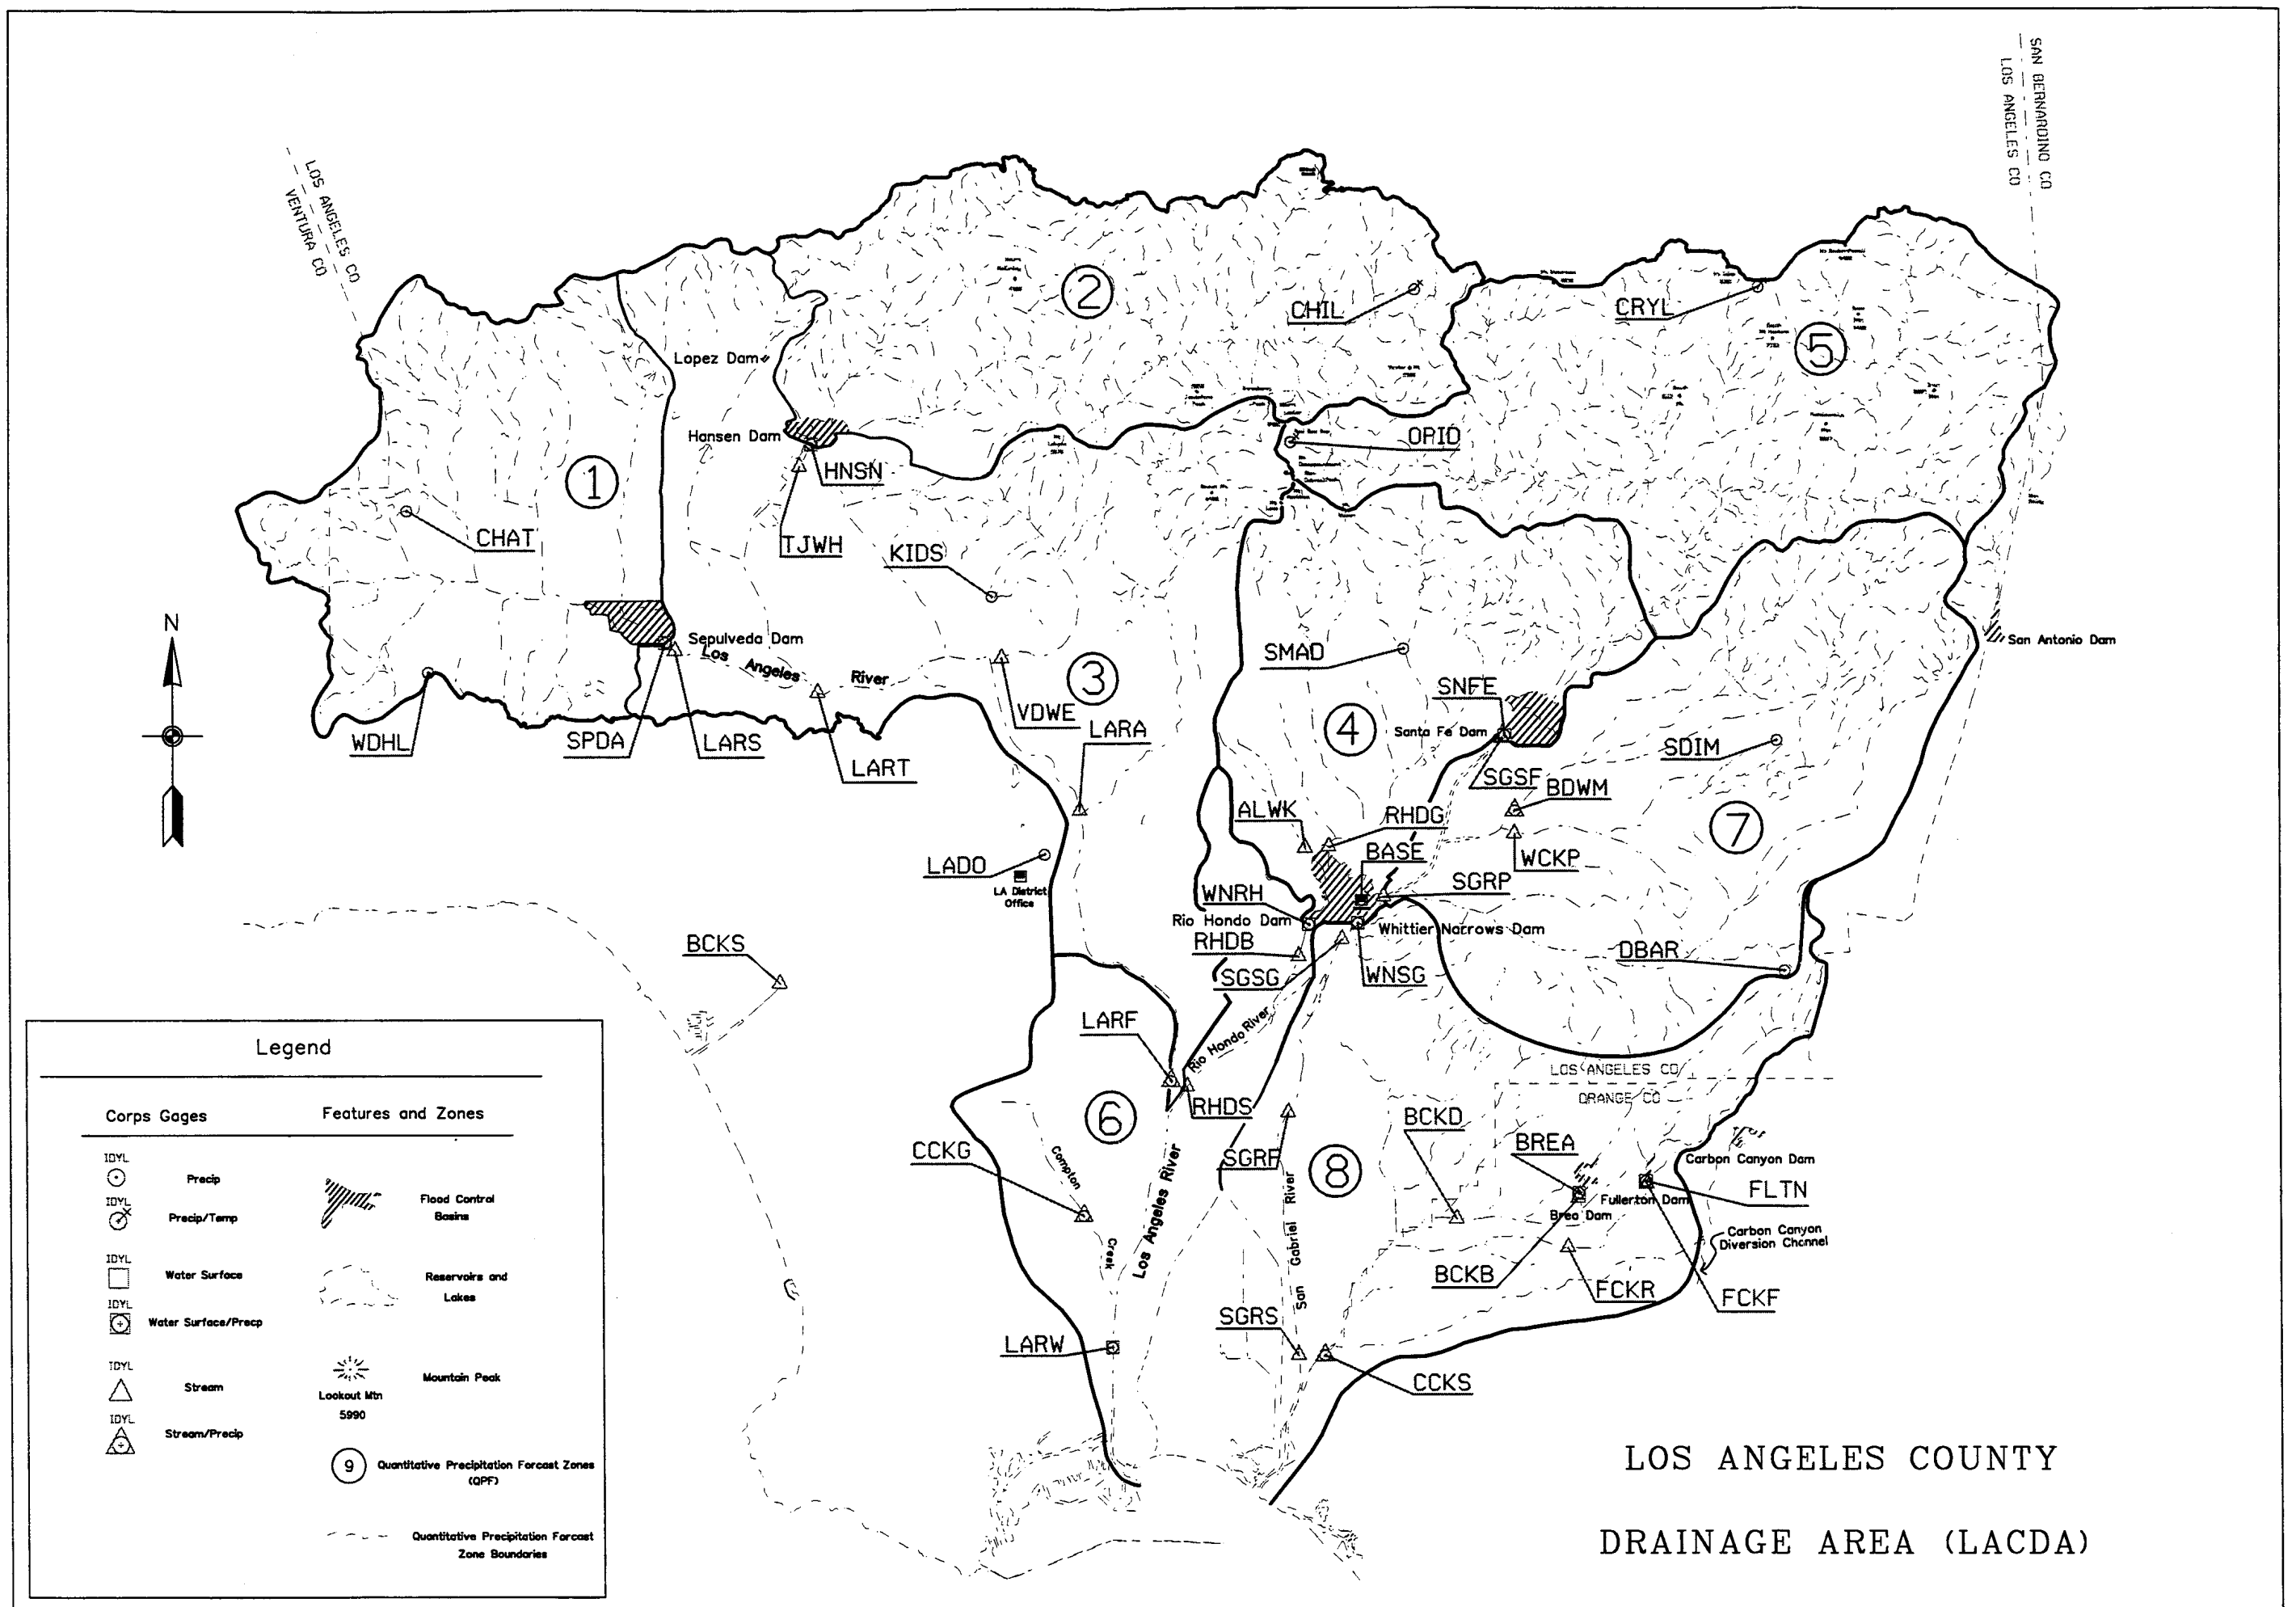 SAN BERNARDINO CO
LOS ANGELES CO
LOS ANGELES CO
VENTURA CO
2
CHIL
CRYL
5
Lopez Dam
Hansen Dam
HNSN
OPID
1
CHAT
TJWH
KIDS
Sepulveda Dam
Los Angeles River
San Antonio Dam
N
SMAD
3
SNFE
VDWE
LARA
4
Santa Fe Dam
SDIM
WDHL
SPDA
LARS
LART
SGSF
BDWM
ALWK
RHDG
7
BASE
WCKP
LADO
LA District
Office
WNRH
SGRP
Rio Hondo Dam
Whittier Narrows Dam
RHDB
BCKS
DBAR
SGSG
WNSG
LARF
Rio Hondo River
LOS ANGELES CO
ORANGE CO
6
RHDS
BCKD
BREA
CCKG
Compton
Creek
SGRF
8
Carbon Canyon Dam
FLTN
Fullerton Dam
Brea Dam
Los Angeles River
San Gabriel River
Carbon Canyon
Diversion Channel
BCKB
FCKR
FCKF
SGRS
LARW
CCKS
Legend
Corps Gages
Features and Zones
IDYL
Precip
IDYL
Precip/Temp
Flood Control
Basins
IDYL
Water Surface
Reservoirs and
Lakes
IDYL
Water Surface/Precp
IDYL
Stream
Mountain Peak
Lookout Mtn
5990
IDYL
Stream/Precip
9
Quantitative Precipitation Forcast Zones
(QPF)
Quantitative Precipitation Forcast
Zone Boundaries
LOS ANGELES COUNTY
DRAINAGE AREA (LACDA)